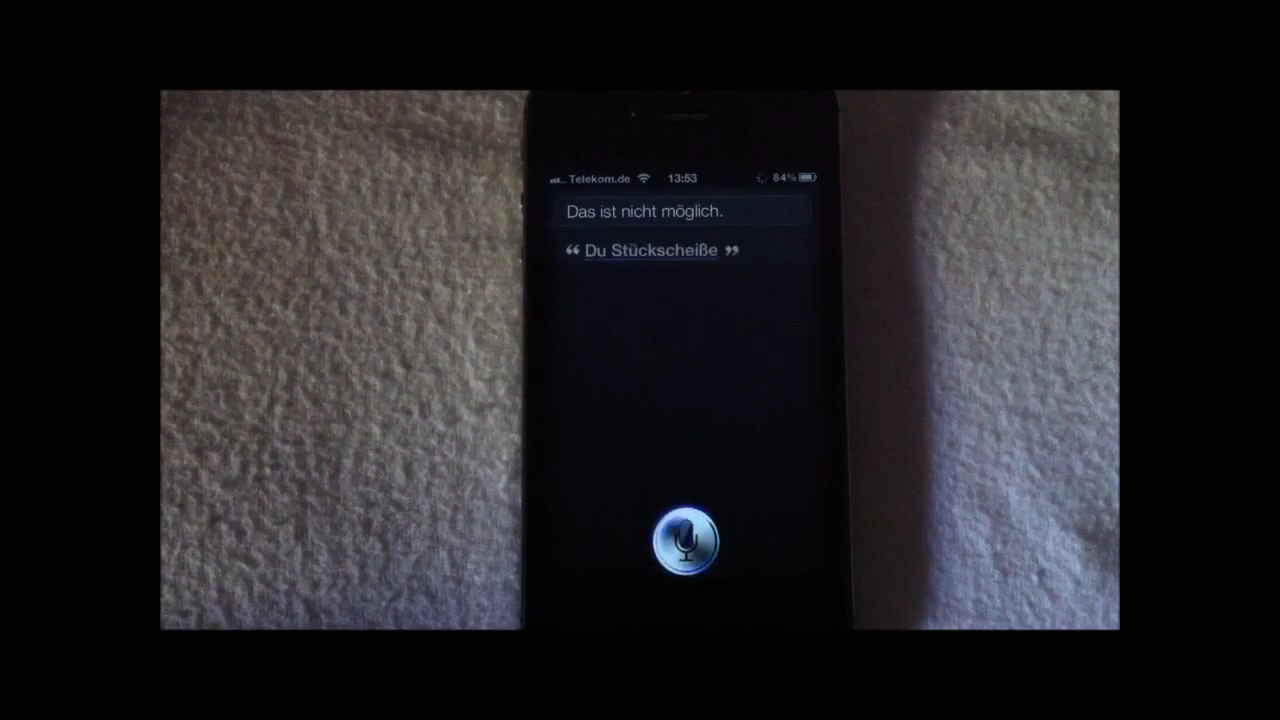 Telekom.de 13:53 84%
Das ist nicht möglich.
“ Du Stückscheiße ”